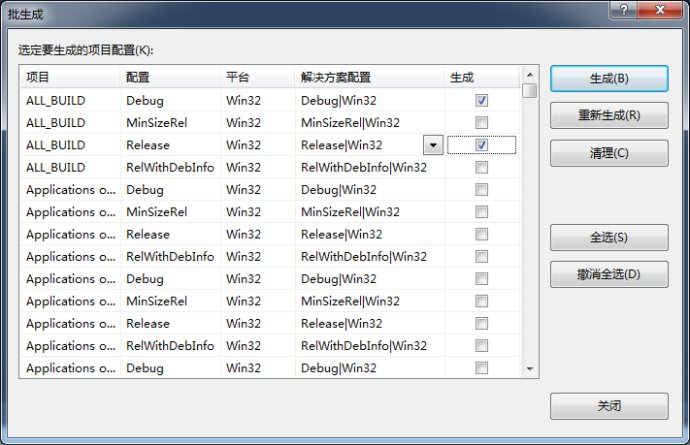 批生成
选定要生成的项目配置(K):
项目 配置 平台 解决方案配置 生成
ALL_BUILD Debug Win32 Debug|Win32
ALL_BUILD MinSizeRel Win32 MinSizeRel|Win32
ALL_BUILD Release Win32 Release|Win32
ALL_BUILD RelWithDebInfo Win32 RelWithDebInfo|Win32
Applications o... Debug Win32 Debug|Win32
Applications o... MinSizeRel Win32 MinSizeRel|Win32
Applications o... Release Win32 Release|Win32
Applications o... RelWithDebInfo Win32 RelWithDebInfo|Win32
Applications o... Debug Win32 Debug|Win32
Applications o... MinSizeRel Win32 MinSizeRel|Win32
Applications o... Release Win32 Release|Win32
Applications o... RelWithDebInfo Win32 RelWithDebInfo|Win32
Applications o... Debug Win32 Debug|Win32
生成(B)
重新生成(R)
清理(C)
全选(S)
撤消全选(D)
关闭